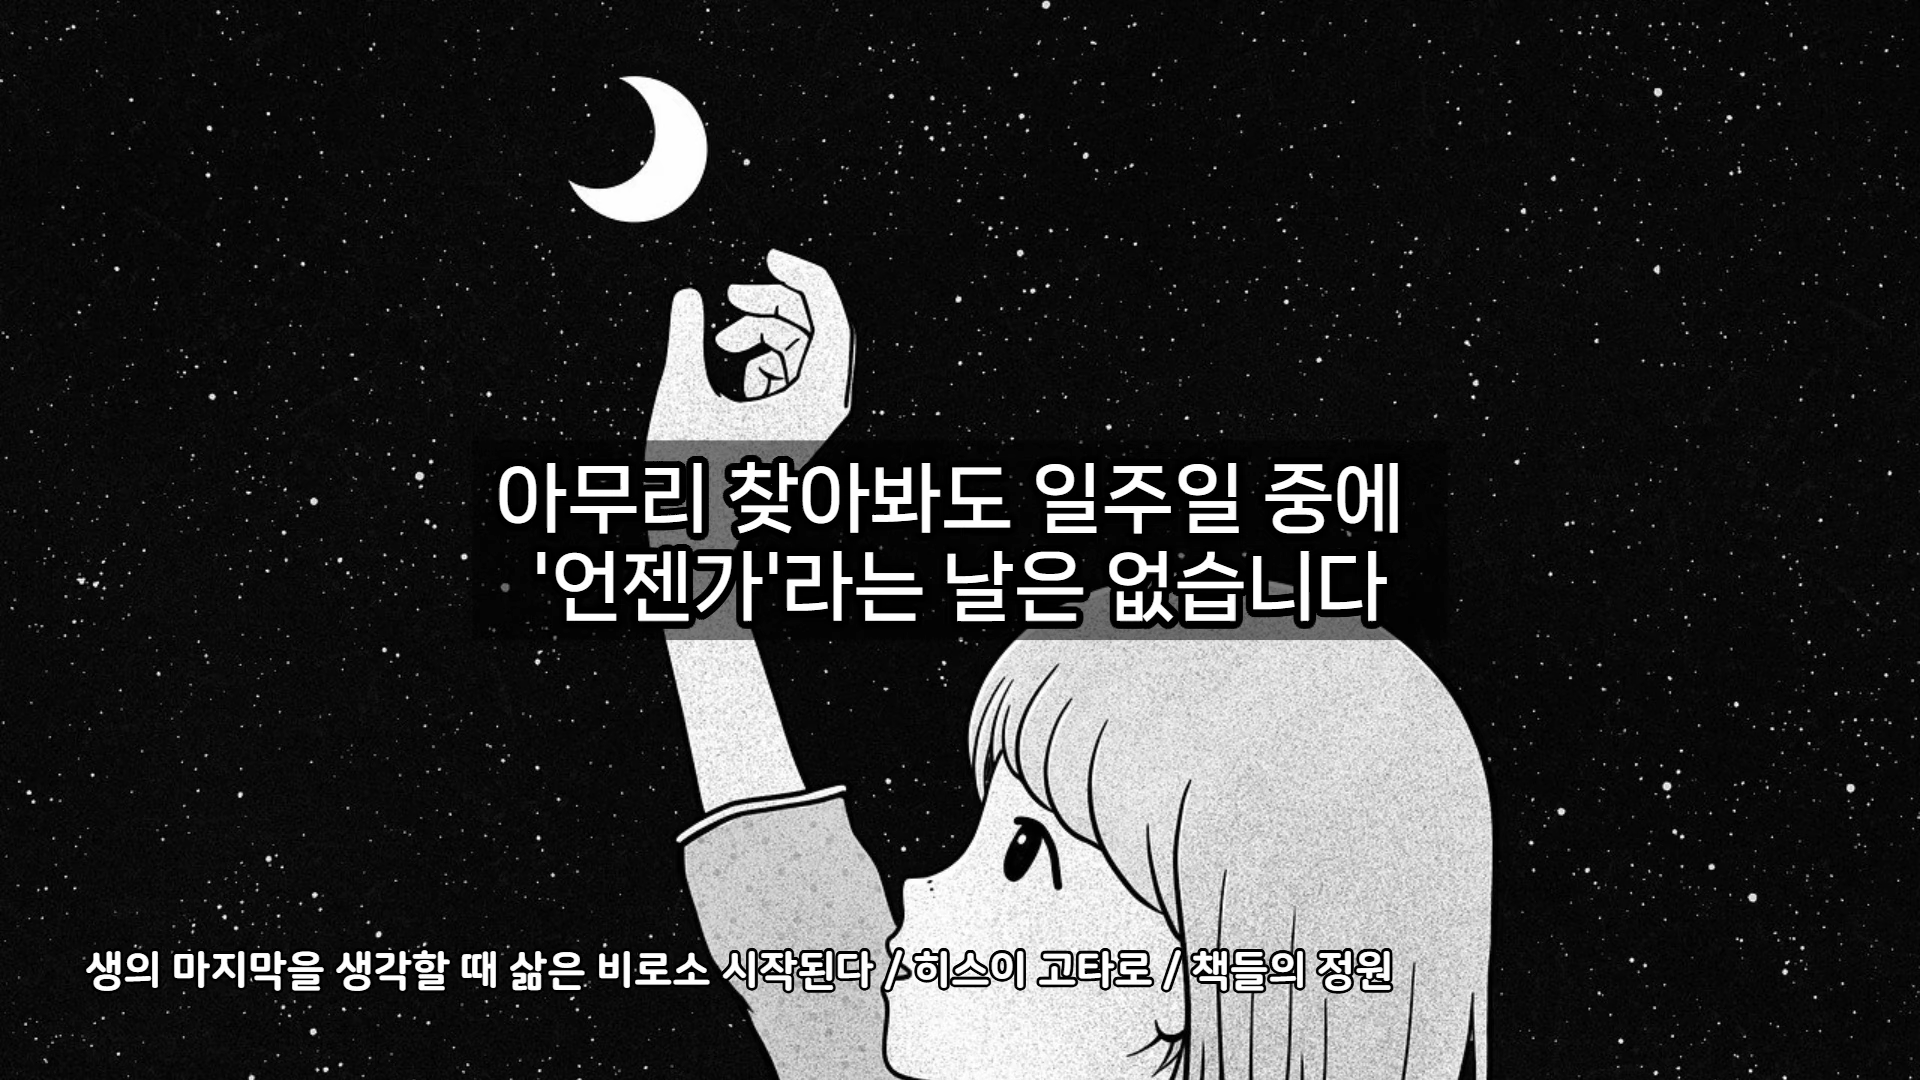 아무리 찾아봐도 일주일 중에
'언젠가'라는 날은 없습니다
생의 마지막을 생각할 때 삶은 비로소 시작된다 / 히스이 고타로 / 책들의 정원